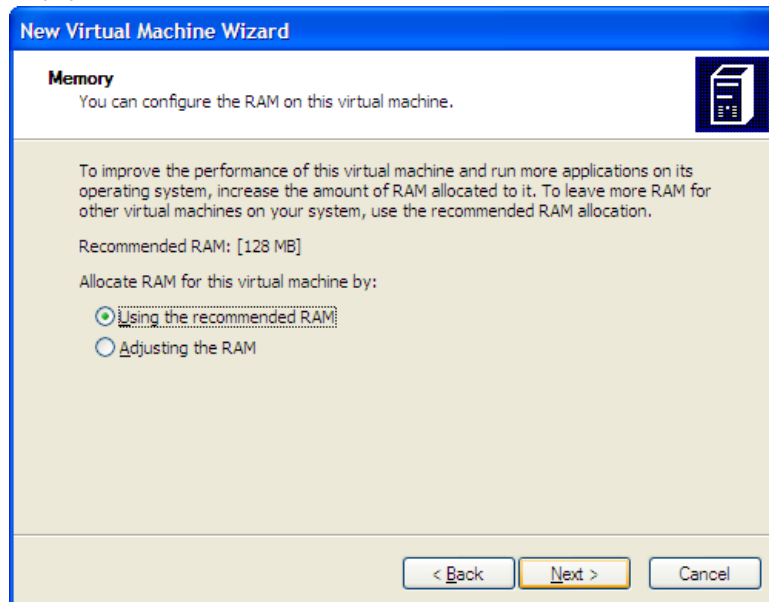 New Virtual Machine Wizard
Memory
You can configure the RAM on this virtual machine.
To improve the performance of this virtual machine and run more applications on its
operating system, increase the amount of RAM allocated to it. To leave more RAM for
other virtual machines on your system, use the recommended RAM allocation.
Recommended RAM: [128 MB]
Allocate RAM for this virtual machine by:
Using the recommended RAM
Adjusting the RAM
< Back Next > Cancel